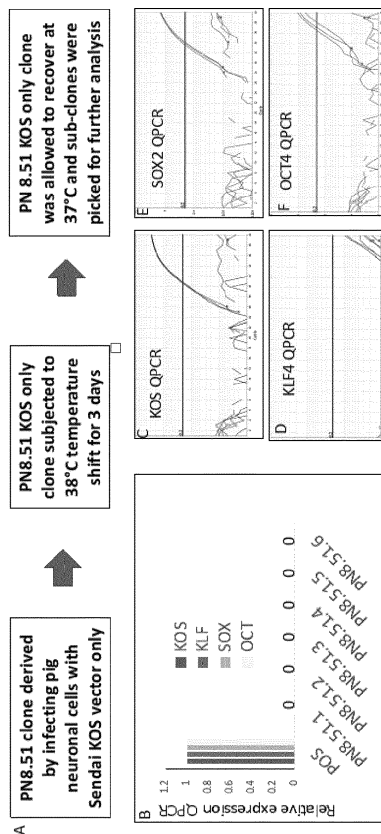 A
PN8.51 clone derived
by infecting pig
neuronal cells with
Sendai KOS vector only
PN8.51 KOS only
clone subjected to
38°C temperature
shift for 3 days
PN 8.51 KOS only clone
was allowed to recover at
37°C and sub-clones were
picked for further analysis
B
Relative expression
QPCR
1.2
1
0.8
0.6
0.4
0.2
0
KOS
KLF
SOX
OCT
0 0 0 0 0 0
POS
PN8.51.1
PN8.51.2
PN8.51.3
PN8.51.4
PN8.51.5
PN8.51.6
C
KOS QPCR
E
SOX2 QPCR
D
KLF4 QPCR
F
OCT4 QPCR